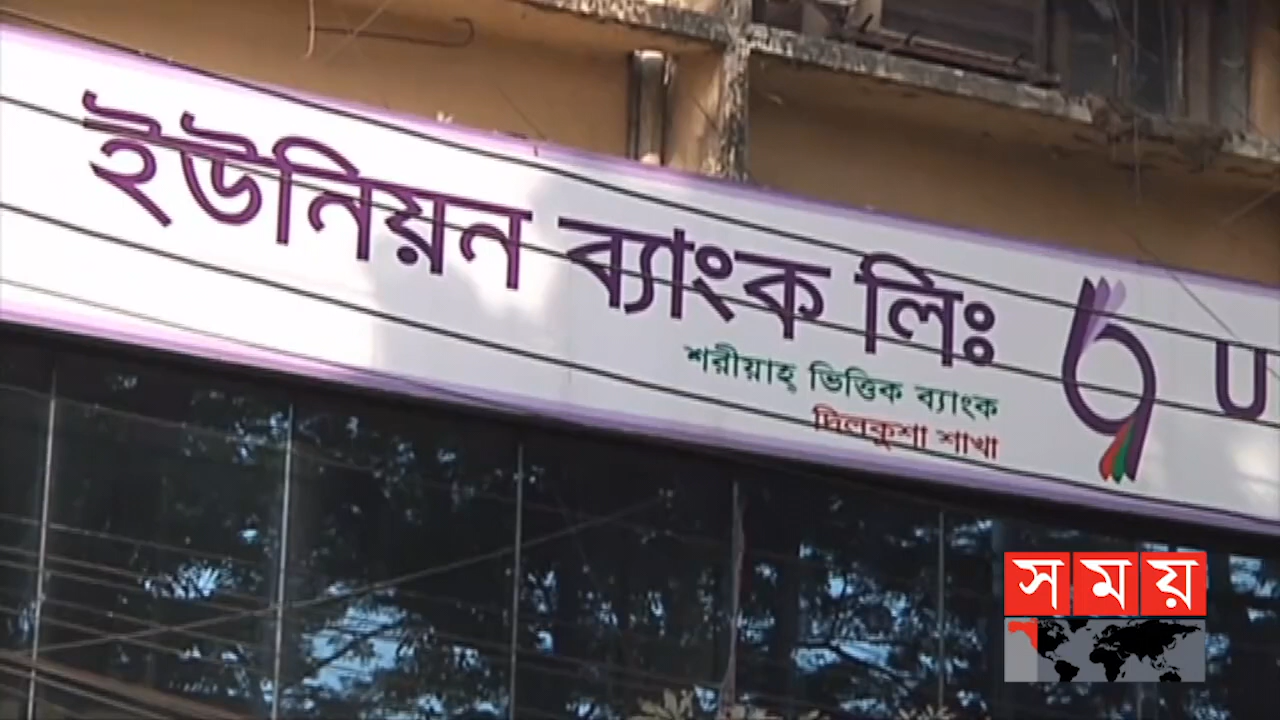 ইউনিয়ন ব্যাংক লিঃ U
শরীয়াহ্ ভিত্তিক ব্যাংক
দিলকুশা শাখা
সময়